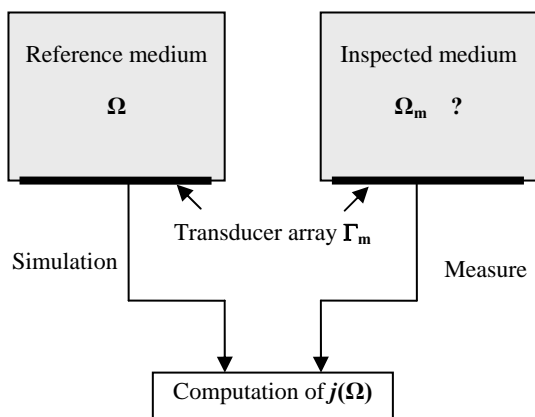 Reference medium
Ω
Inspected medium
Ωm ?
Transducer array Γm
Simulation
Measure
Computation of j(Ω)